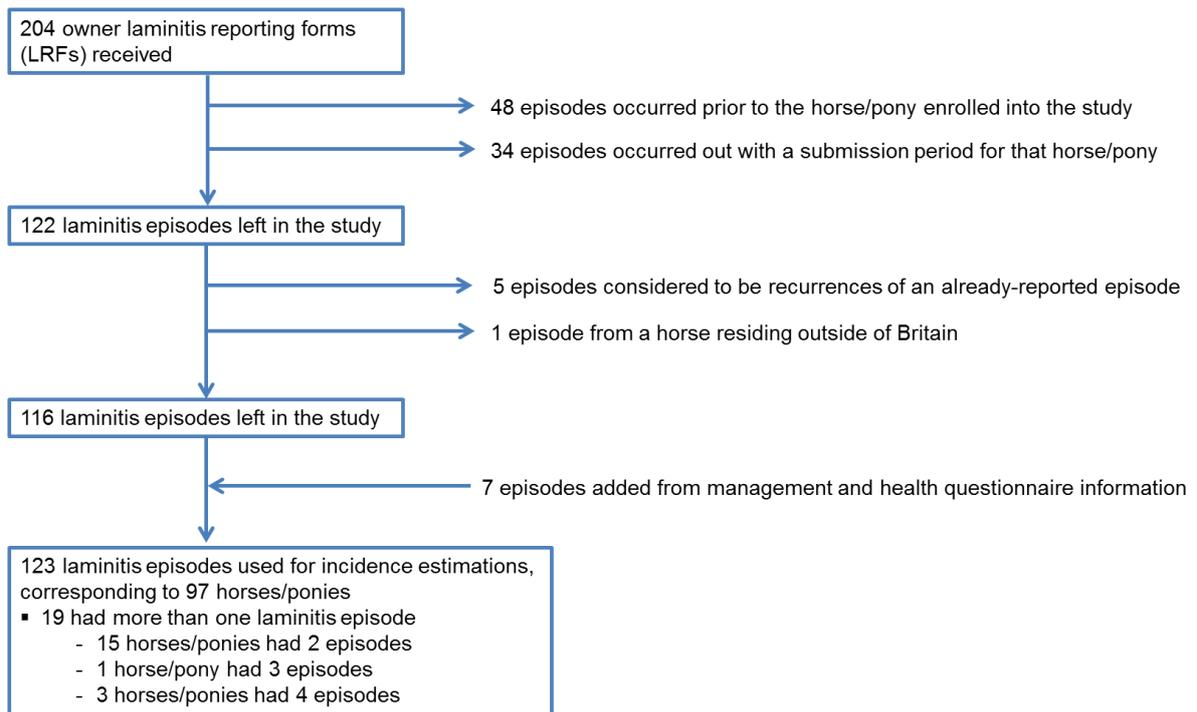 204 owner laminitis reporting forms
(LRFs) received
48 episodes occurred prior to the horse/pony enrolled into the study
34 episodes occurred out with a submission period for that horse/pony
122 laminitis episodes left in the study
5 episodes considered to be recurrences of an already-reported episode
1 episode from a horse residing outside of Britain
116 laminitis episodes left in the study
7 episodes added from management and health questionnaire information
123 laminitis episodes used for incidence estimations,
corresponding to 97 horses/ponies
▪ 19 had more than one laminitis episode
- 15 horses/ponies had 2 episodes
- 1 horse/pony had 3 episodes
- 3 horses/ponies had 4 episodes